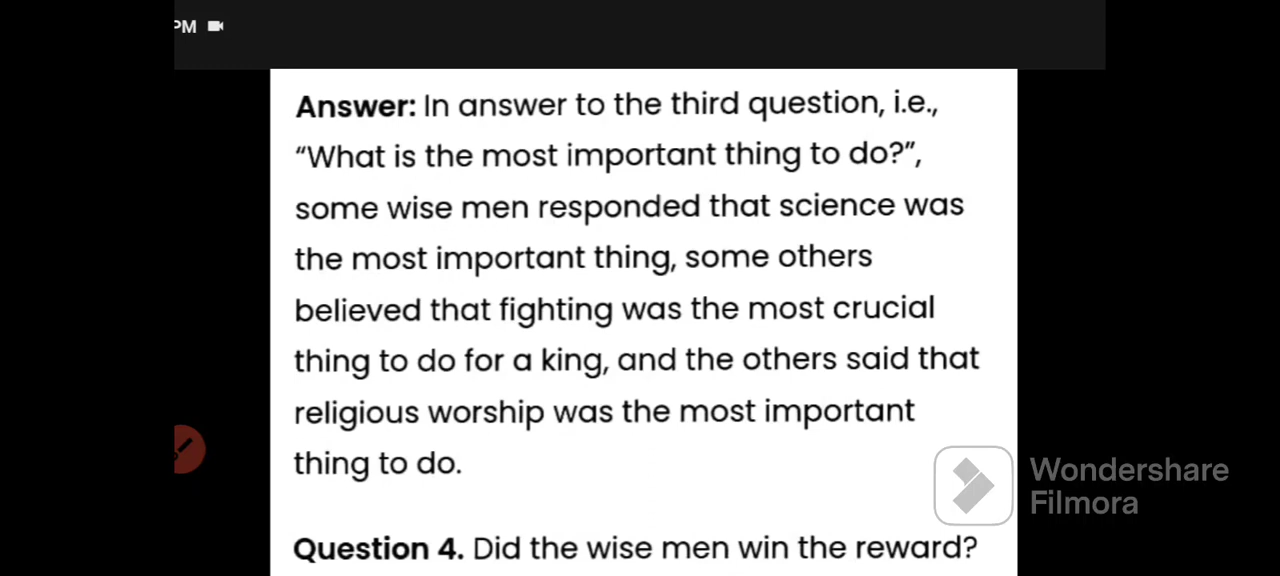 PM
Answer: In answer to the third question, i.e.,
“What is the most important thing to do?”,
some wise men responded that science was
the most important thing, some others
believed that fighting was the most crucial
thing to do for a king, and the others said that
religious worship was the most important
thing to do.
Wondershare
Filmora
Question 4. Did the wise men win the reward?